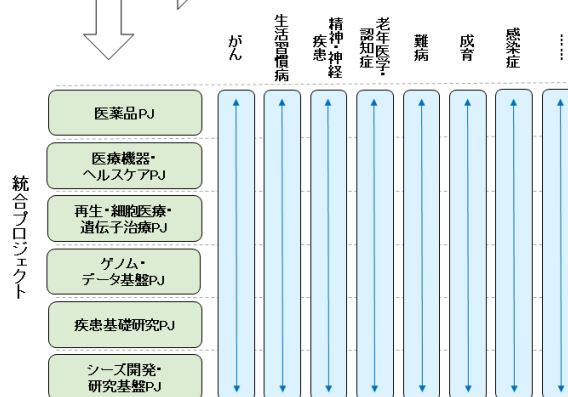 がん
生活習慣病
精神・神経
疾患
老年医学・
認知症
難病
成育
感染症
……
統合プロジェクト
医薬品PJ
医療機器・
ヘルスケアPJ
再生・細胞医療・
遺伝子治療PJ
ゲノム・
データ基盤PJ
疾患基礎研究PJ
シーズ開発・
研究基盤PJ